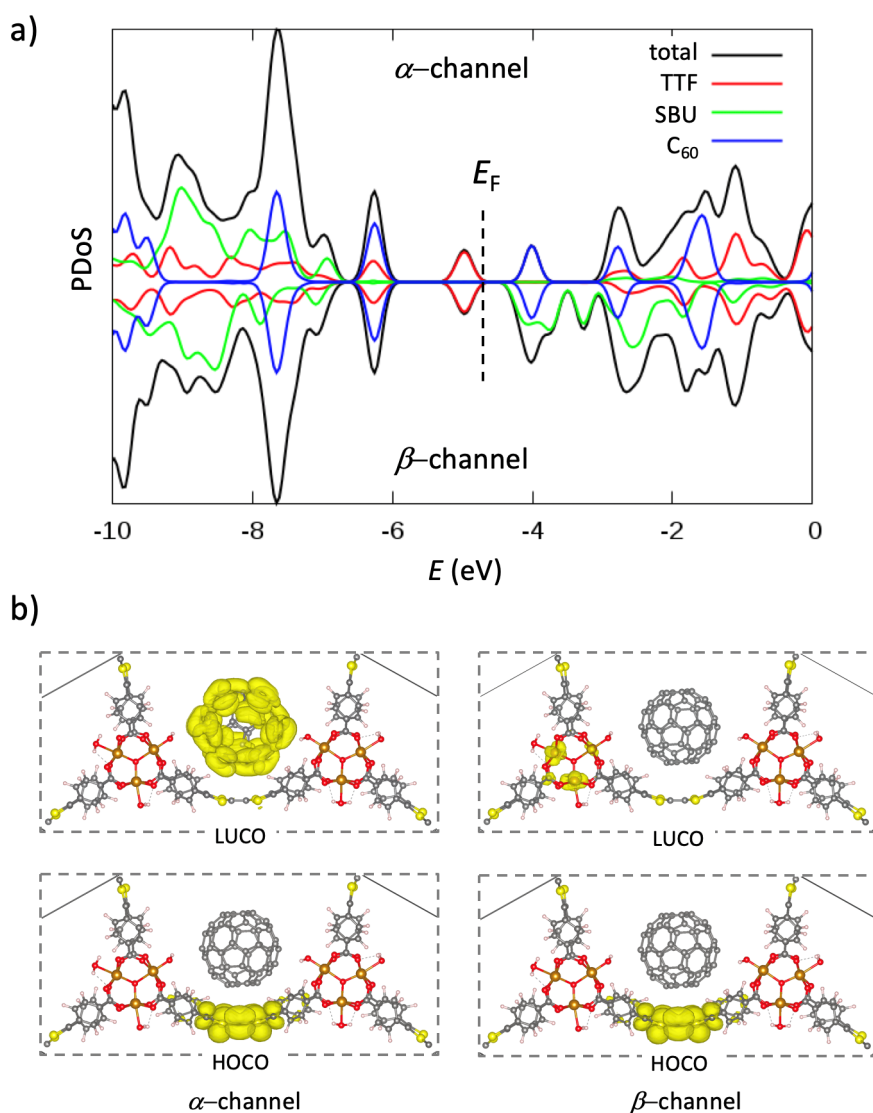 a)
α–channel
total
TTF
SBU
C60
EF
PDoS
β–channel
-10
-8
-6
-4
-2
0
E (eV)
b)
LUCO
LUCO
HOCO
HOCO
α–channel
β–channel